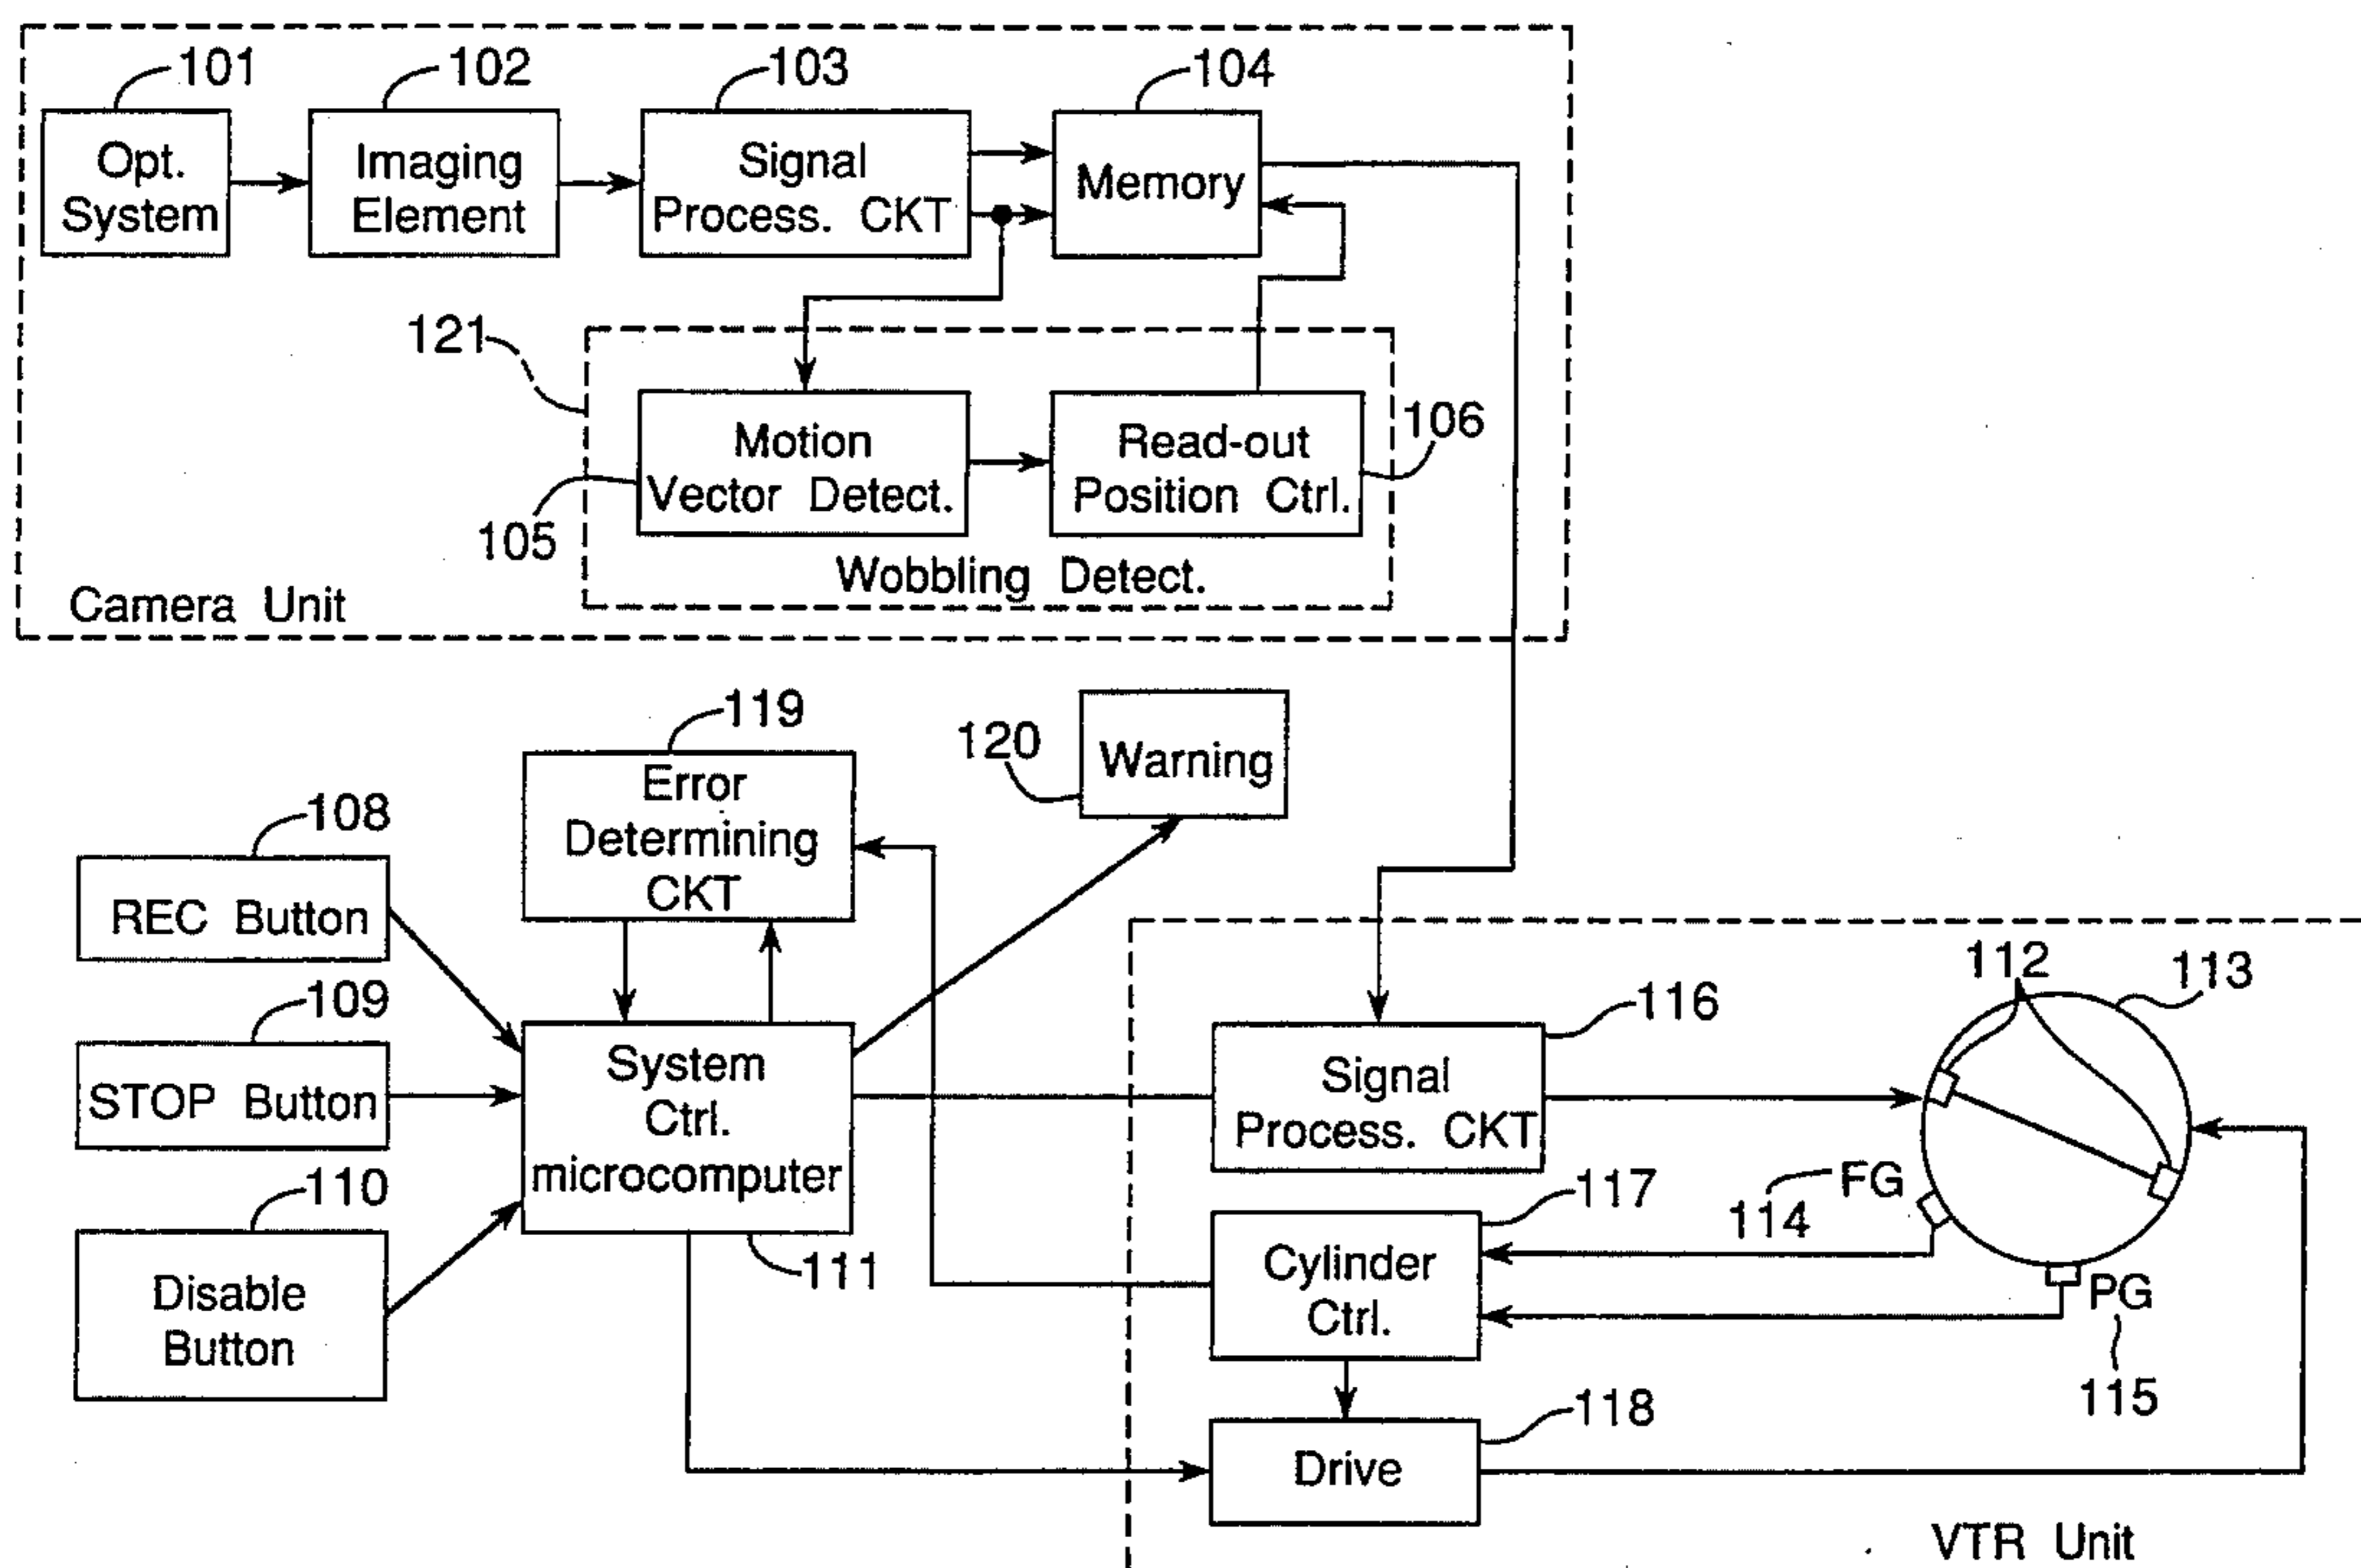 101
102
103
104
Opt.
System
Imaging
Element
Signal
Process. CKT
Memory
121
Motion
Vector Detect.
Read-out
Position Ctrl.
106
105
Wobbling Detect.
Camera Unit
119
120
Warning
Error
Determining
CKT
108
REC Button
109
STOP Button
110
Disable
Button
System
Ctrl.
microcomputer
111
112
113
116
Signal
Process. CKT
FG
114
117
Cylinder
Ctrl.
PG
115
118
Drive
VTR Unit